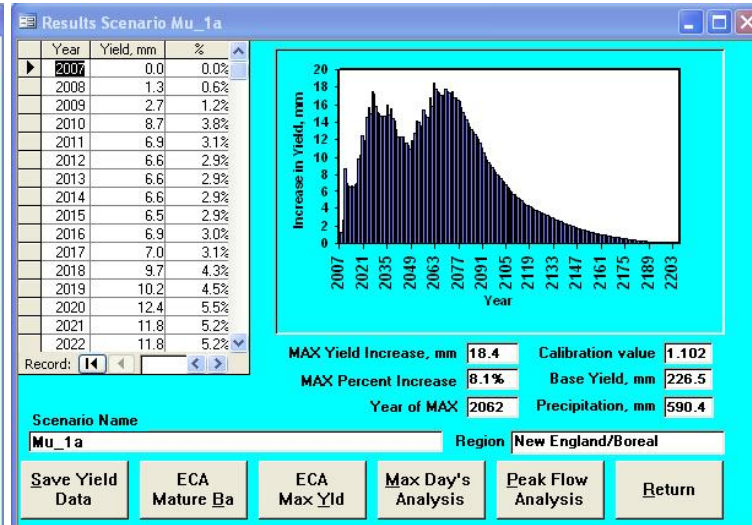 Results Scenario Mu_1a
Year Yield, mm %
2007 0.0 0.0%
2008 1.3 0.6%
2009 2.7 1.2%
2010 8.7 3.8%
2011 6.9 3.1%
2012 6.6 2.9%
2013 6.6 2.9%
2014 6.6 2.9%
2015 6.5 2.9%
2016 6.9 3.0%
2017 7.0 3.1%
2018 9.7 4.3%
2019 10.2 4.5%
2020 12.4 5.5%
2021 11.8 5.2%
2022 11.8 5.2%
Record:
Increase in Yield, mm
20
18
16
14
12
10
8
6
4
2
0
2007 2021 2035 2049 2063 2077 2091 2105 2119 2133 2147 2161 2175 2189 2203
Year
MAX Yield Increase, mm 18.4 Calibration value 1.102
MAX Percent Increase 8.1% Base Yield, mm 226.5
Year of MAX 2062 Precipitation, mm 590.4
Scenario Name
Mu_1a Region New England/Boreal
Save Yield Data
ECA Mature Ba
ECA Max Yld
Max Day's Analysis
Peak Flow Analysis
Return